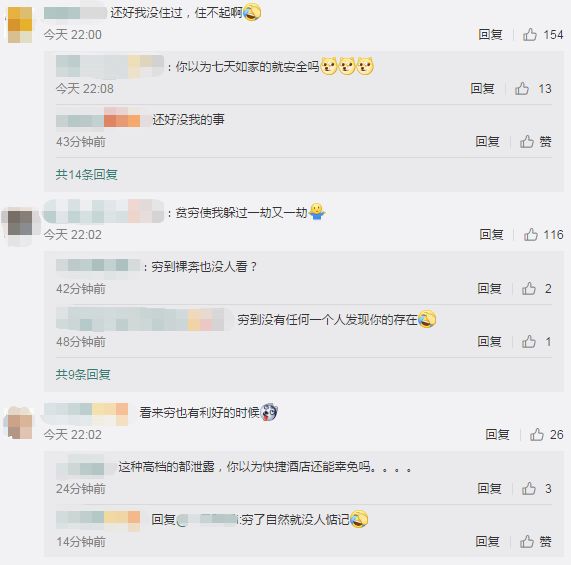 还好我没住过，住不起啊
今天 22:00 回复 154
: 你以为七天如家的就安全吗
今天 22:08 回复 13
还好没我的事
43分钟前 回复 赞
共14条回复
: 贫穷使我躲过一劫又一劫
今天 22:02 回复 116
: 穷到裸奔也没人看？
42分钟前 回复 2
穷到没有任何一个人发现你的存在
48分钟前 回复 1
共9条回复
看来穷也有利好的时候
今天 22:02 回复 26
这种高档的都泄露，你以为快捷酒店还能幸免吗。。。。
24分钟前 回复 3
回复@ :穷了自然就没人惦记
14分钟前 回复 赞